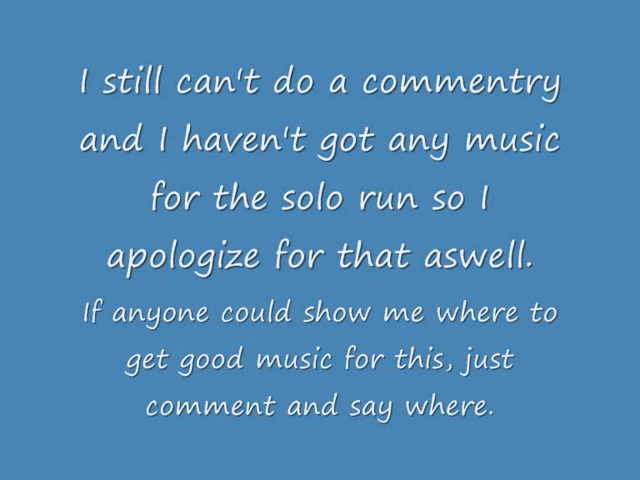 I still can't do a commentry
and I haven't got any music
for the solo run so I
apologize for that aswell.
If anyone could show me where to
get good music for this, just
comment and say where.